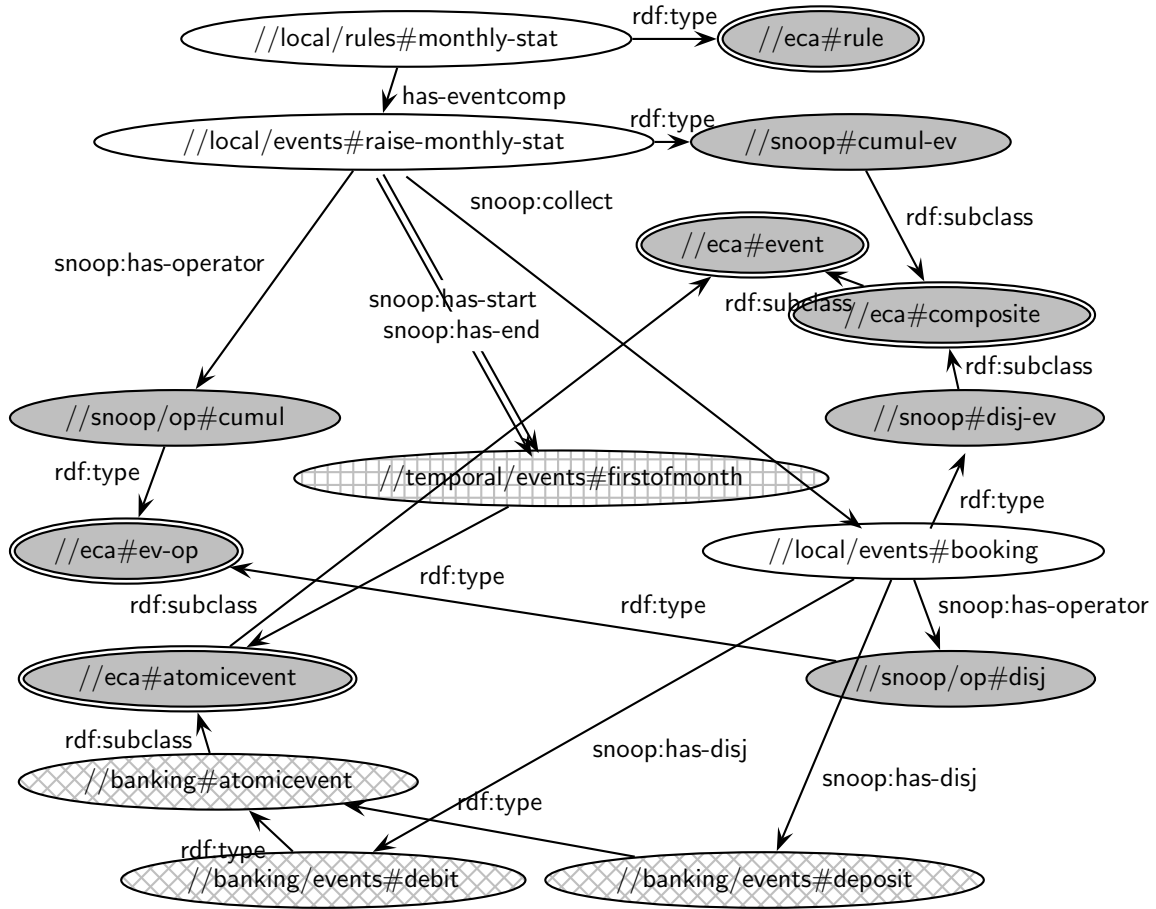 rdf:type
//local/rules#monthly-stat
//eca#rule
has-eventcomp
rdf:type
//local/events#raise-monthly-stat
//snoop#cumul-ev
snoop:collect
rdf:subclass
//eca#event
snoop:has-operator
snoop:has-start
rdf:subclass
//eca#composite
snoop:has-end
rdf:subclass
//snoop/op#cumul
//snoop#disj-ev
rdf:type
//temporal/events#firstofmonth
rdf:type
//eca#ev-op
//local/events#booking
rdf:type
rdf:subclass
rdf:type
snoop:has-operator
//eca#atomicevent
//snoop/op#disj
rdf:subclass
snoop:has-disj
//banking#atomicevent
snoop:has-disj
rdf:type
rdf:type
//banking/events#debit
//banking/events#deposit